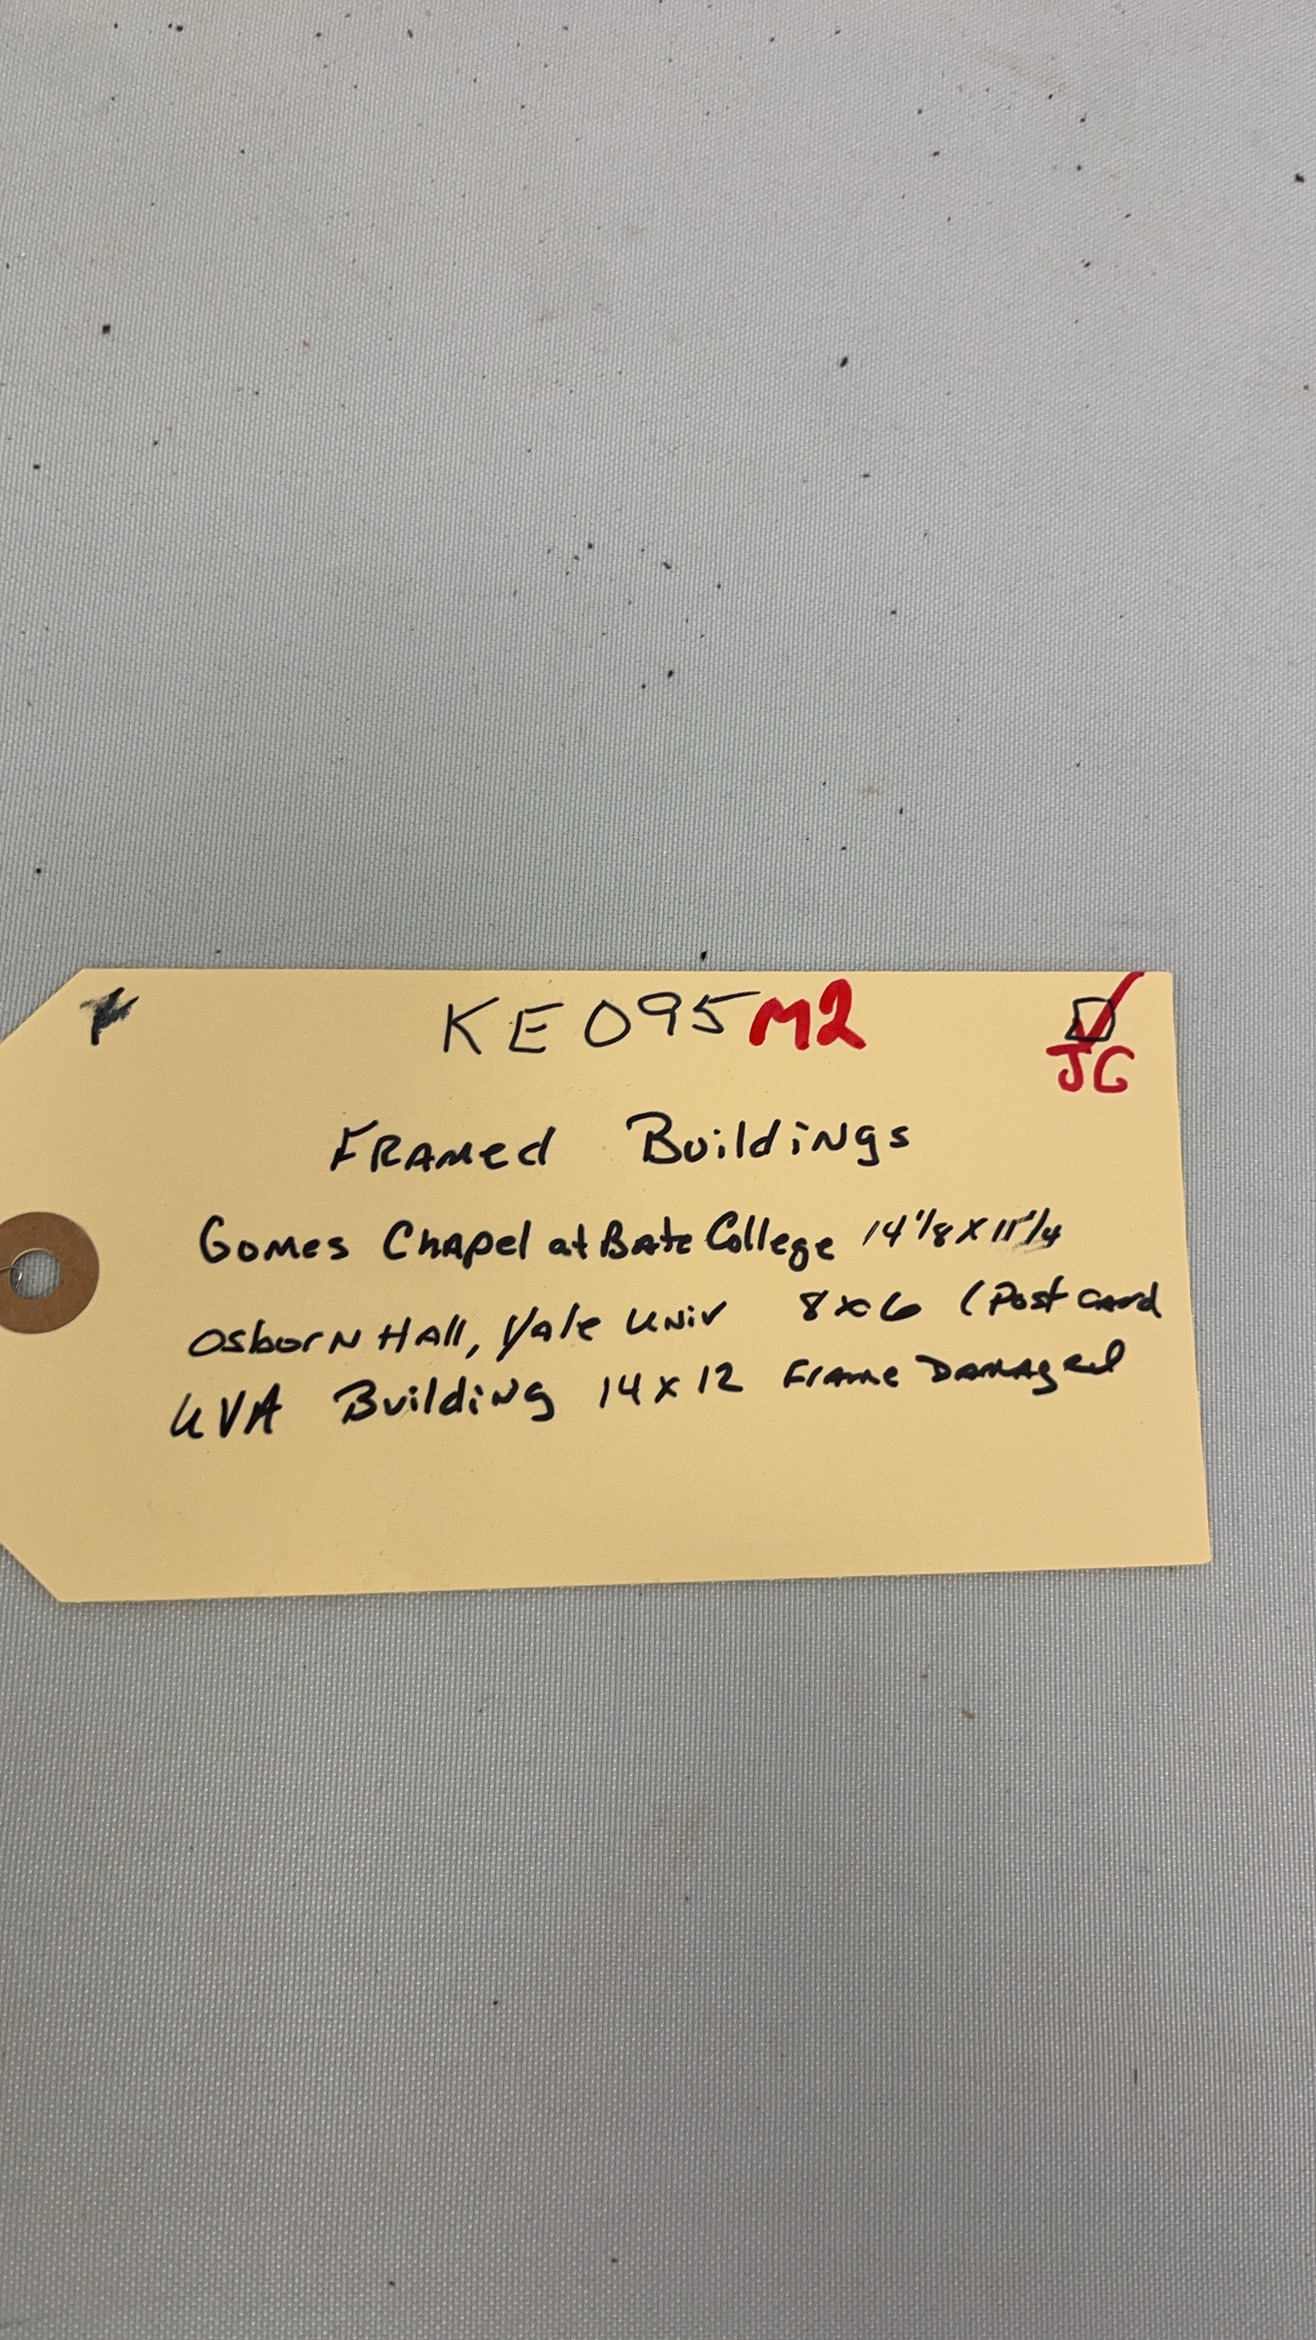 KE095M2
JG
Framed Buildings
Gomes Chapel at Bate College 14 1/8 x 11 1/4
Osborn Hall, Yale Univ 8x6 (Post card
UVA Building 14 x 12 Frame Damaged